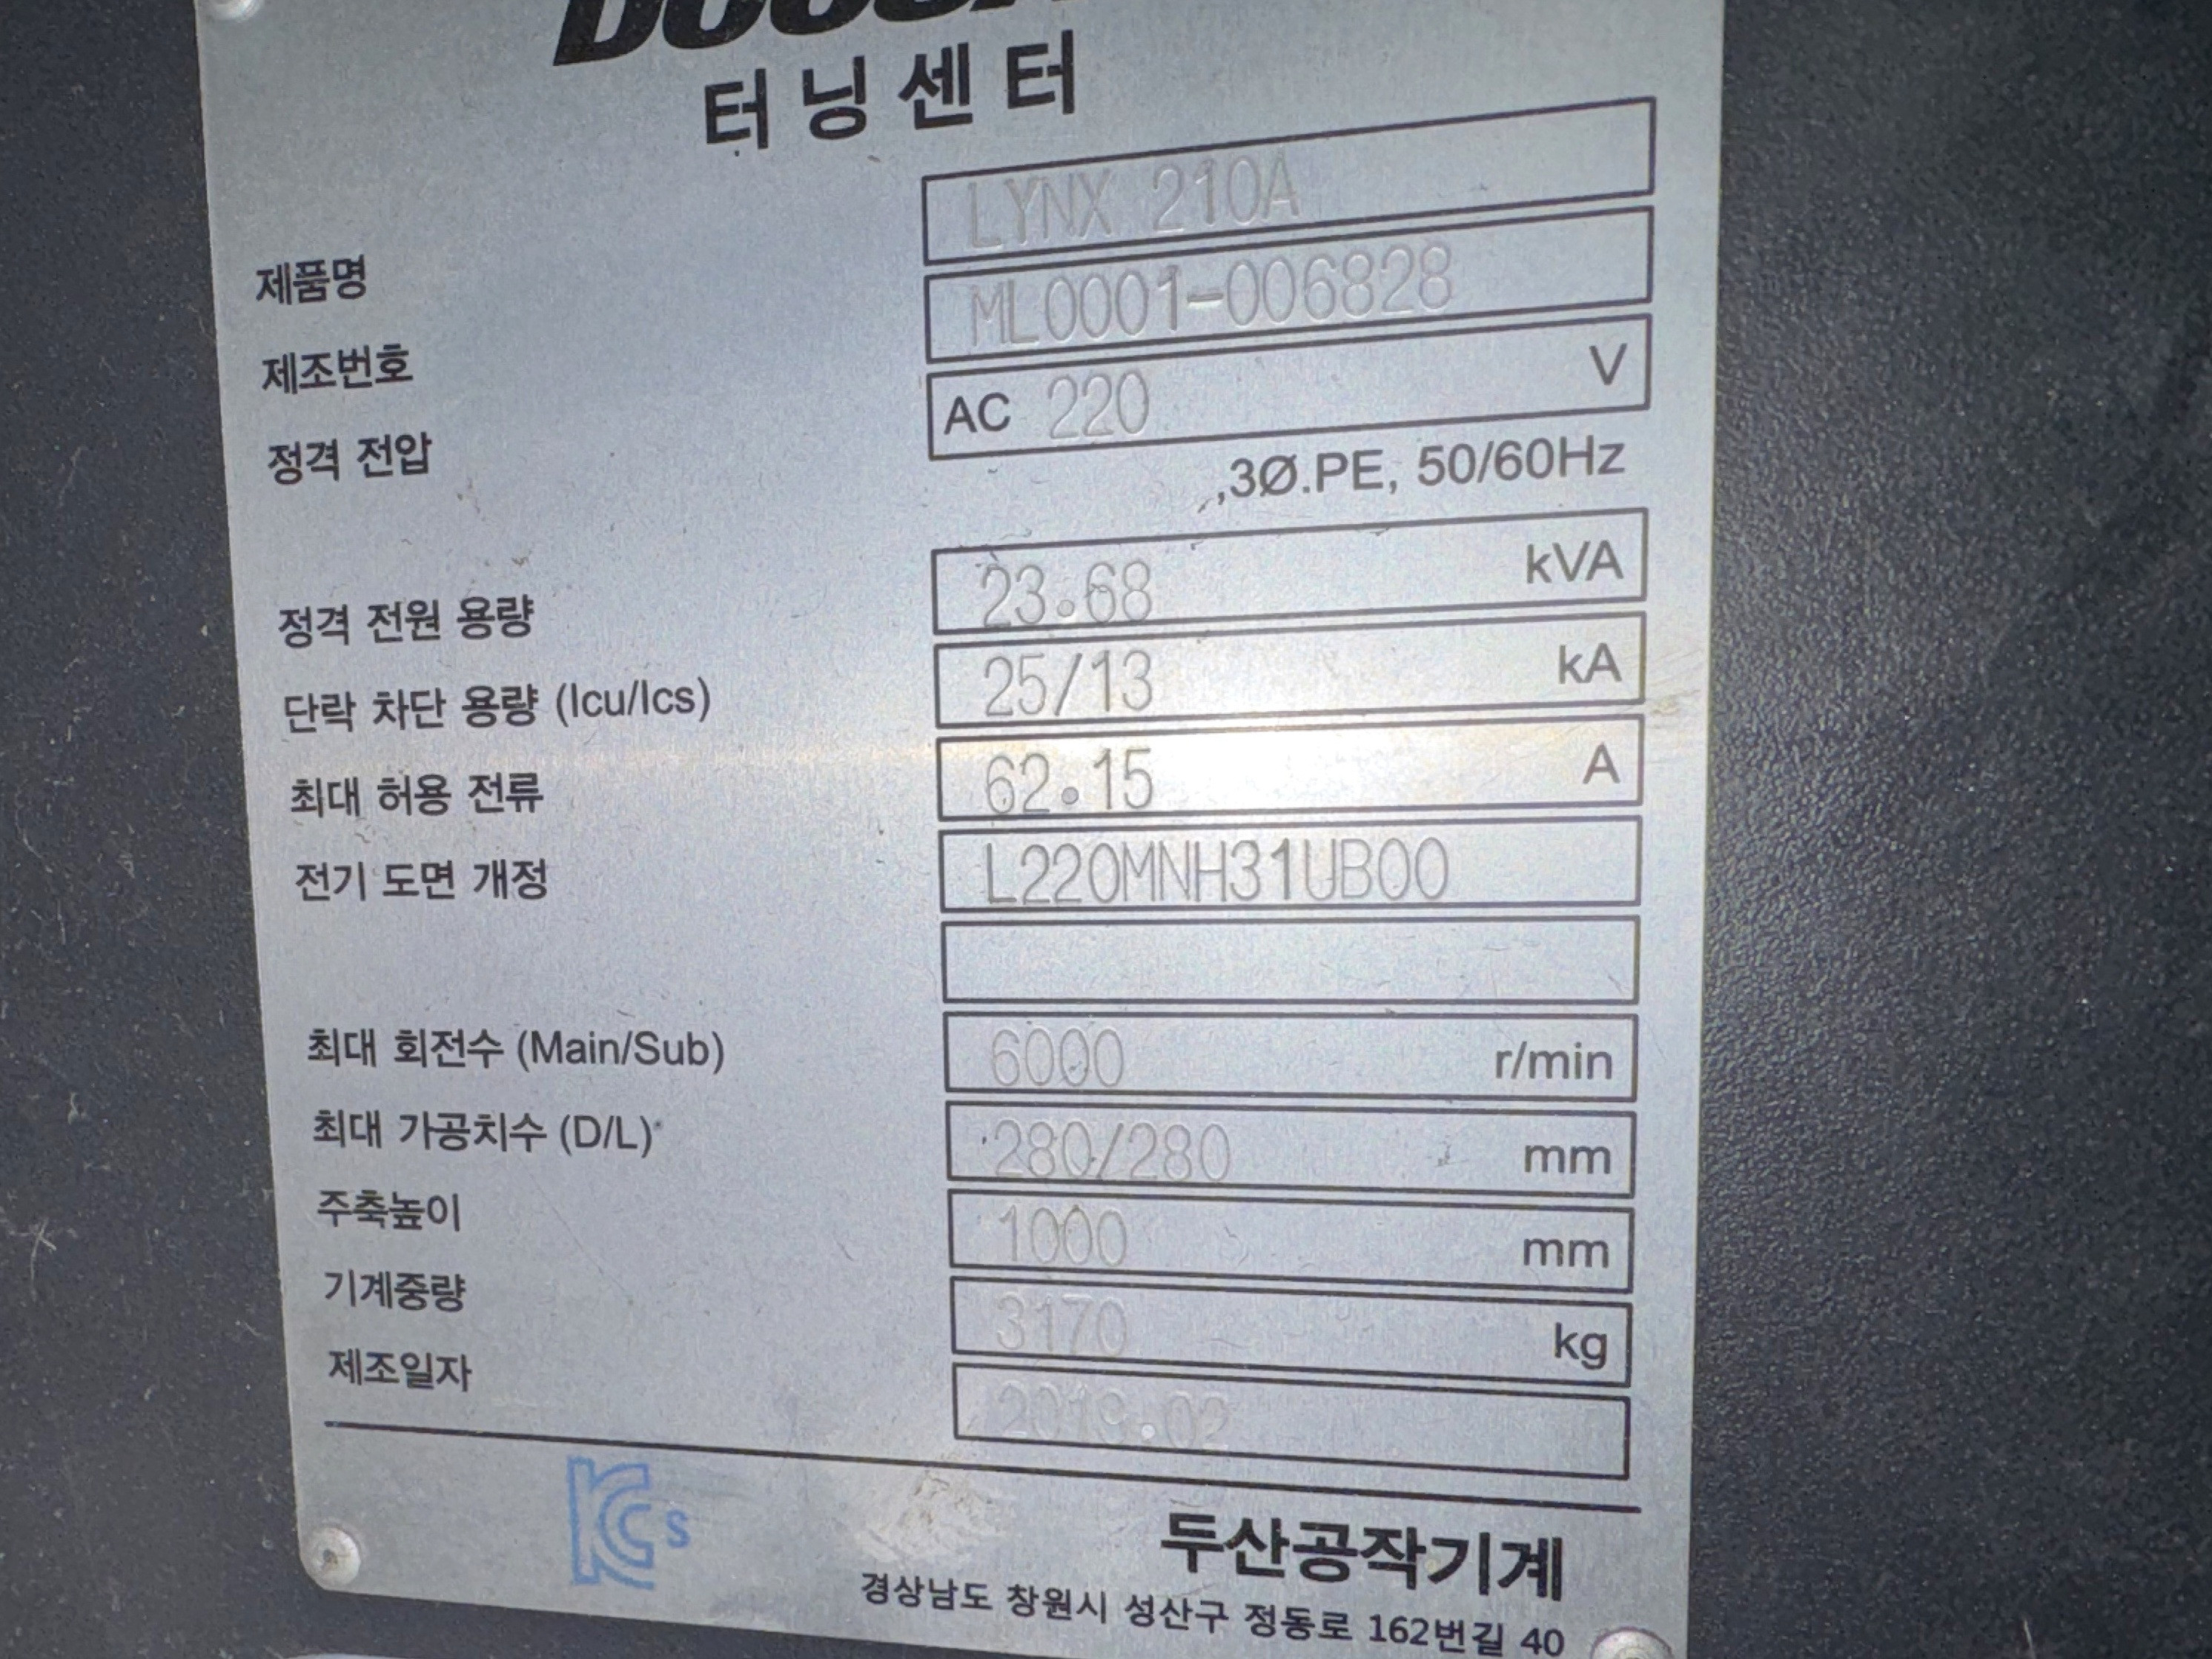 DOOSAN
터닝센터
제품명 LYNX 210A
제조번호 ML0001-006828
정격 전압 AC 220 V
,3Ø.PE, 50/60Hz
정격 전원 용량 23.68 kVA
단락 차단 용량 (Icu/Ics) 25/13 kA
최대 허용 전류 62.15 A
전기 도면 개정 L220MNH31UB00
최대 회전수 (Main/Sub) 6000 r/min
최대 가공치수 (D/L) 280/280 mm
주축높이 1000 mm
기계중량 3170 kg
제조일자 2019.02
KCs
두산공작기계
경상남도 창원시 성산구 정동로 162번길 40